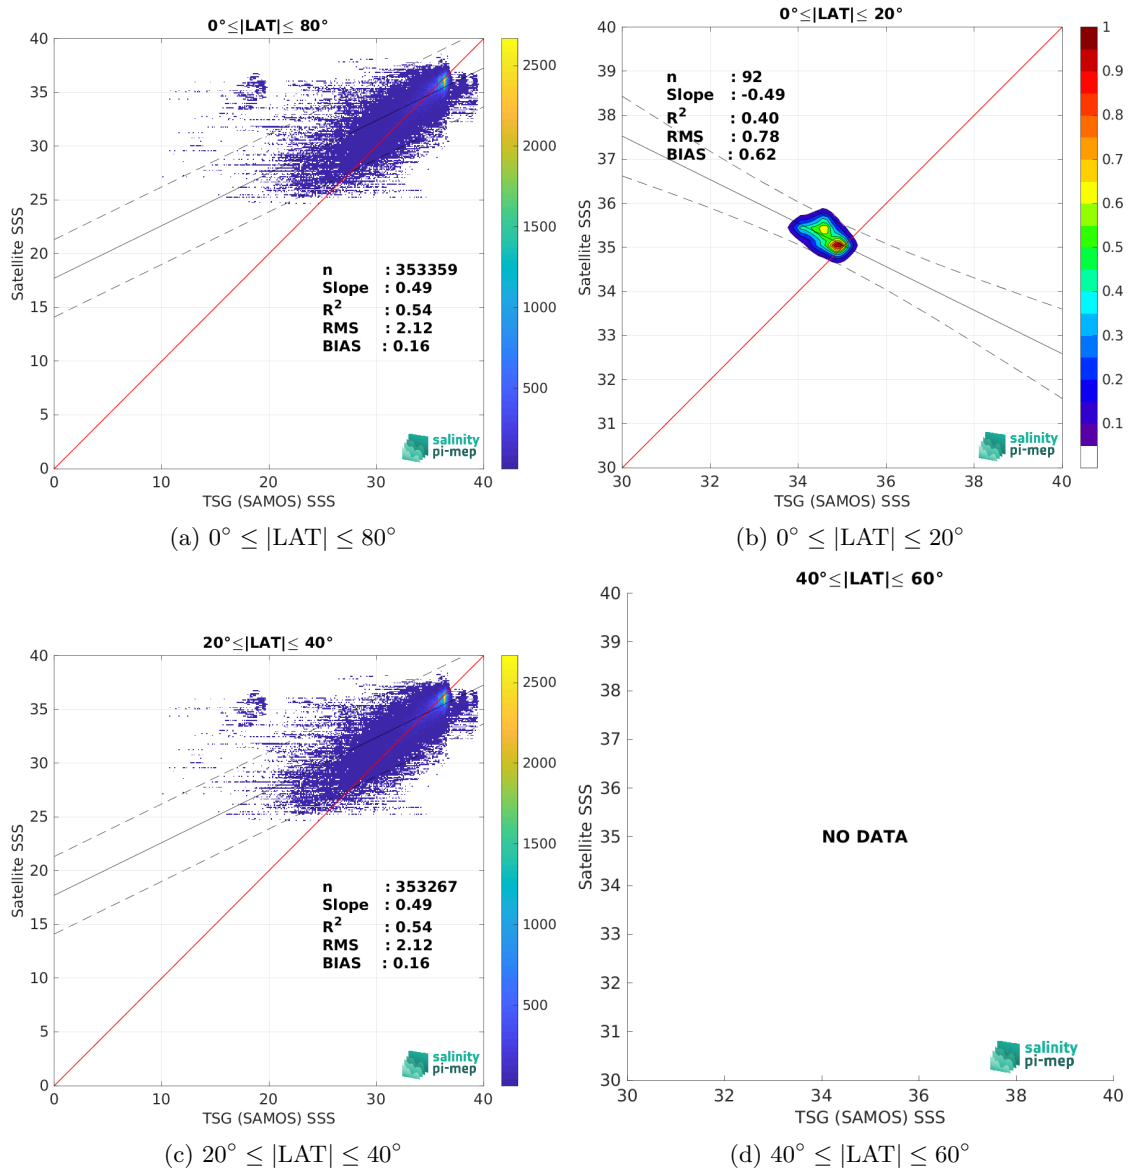 0°≤|LAT|≤ 80°
40
35
30
25
20
15
10
5
0
Satellite SSS
n : 353359
Slope : 0.49
R² : 0.54
RMS : 2.12
BIAS : 0.16
salinity
pi-mep
0 10 20 30 40
TSG (SAMOS) SSS
2500
2000
1500
1000
500
(a) 0° ≤ |LAT| ≤ 80°
0°≤|LAT|≤ 20°
40
39
38
37
36
35
34
33
32
31
30
Satellite SSS
n : 92
Slope : -0.49
R² : 0.40
RMS : 0.78
BIAS : 0.62
salinity
pi-mep
30 32 34 36 38 40
TSG (SAMOS) SSS
1
0.9
0.8
0.7
0.6
0.5
0.4
0.3
0.2
0.1
(b) 0° ≤ |LAT| ≤ 20°
20°≤|LAT|≤ 40°
40
35
30
25
20
15
10
5
0
Satellite SSS
n : 353267
Slope : 0.49
R² : 0.54
RMS : 2.12
BIAS : 0.16
salinity
pi-mep
0 10 20 30 40
TSG (SAMOS) SSS
2500
2000
1500
1000
500
(c) 20° ≤ |LAT| ≤ 40°
40°≤|LAT|≤ 60°
40
39
38
37
36
35
34
33
32
31
30
Satellite SSS
NO DATA
salinity
pi-mep
30 32 34 36 38 40
TSG (SAMOS) SSS
(d) 40° ≤ |LAT| ≤ 60°